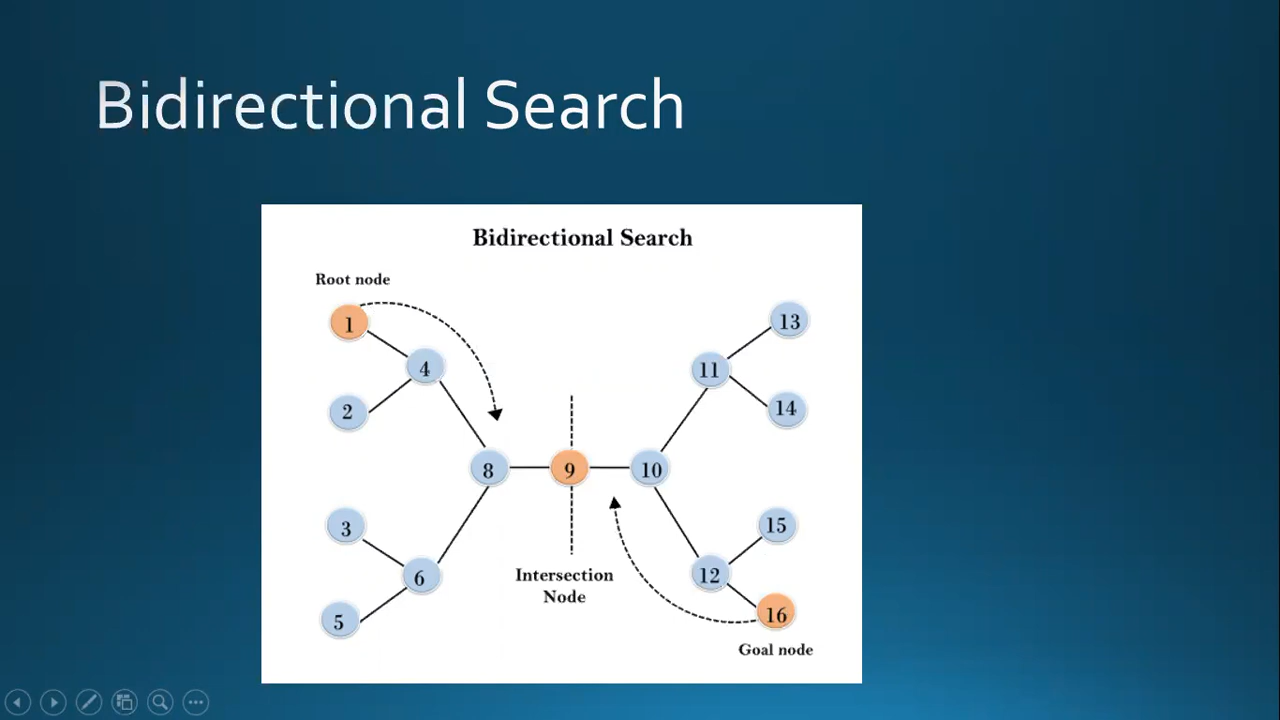 Bidirectional Search
Bidirectional Search
Root node
1
13
4
11
2
14
8
9
10
3
15
6
Intersection
Node
12
5
16
Goal node